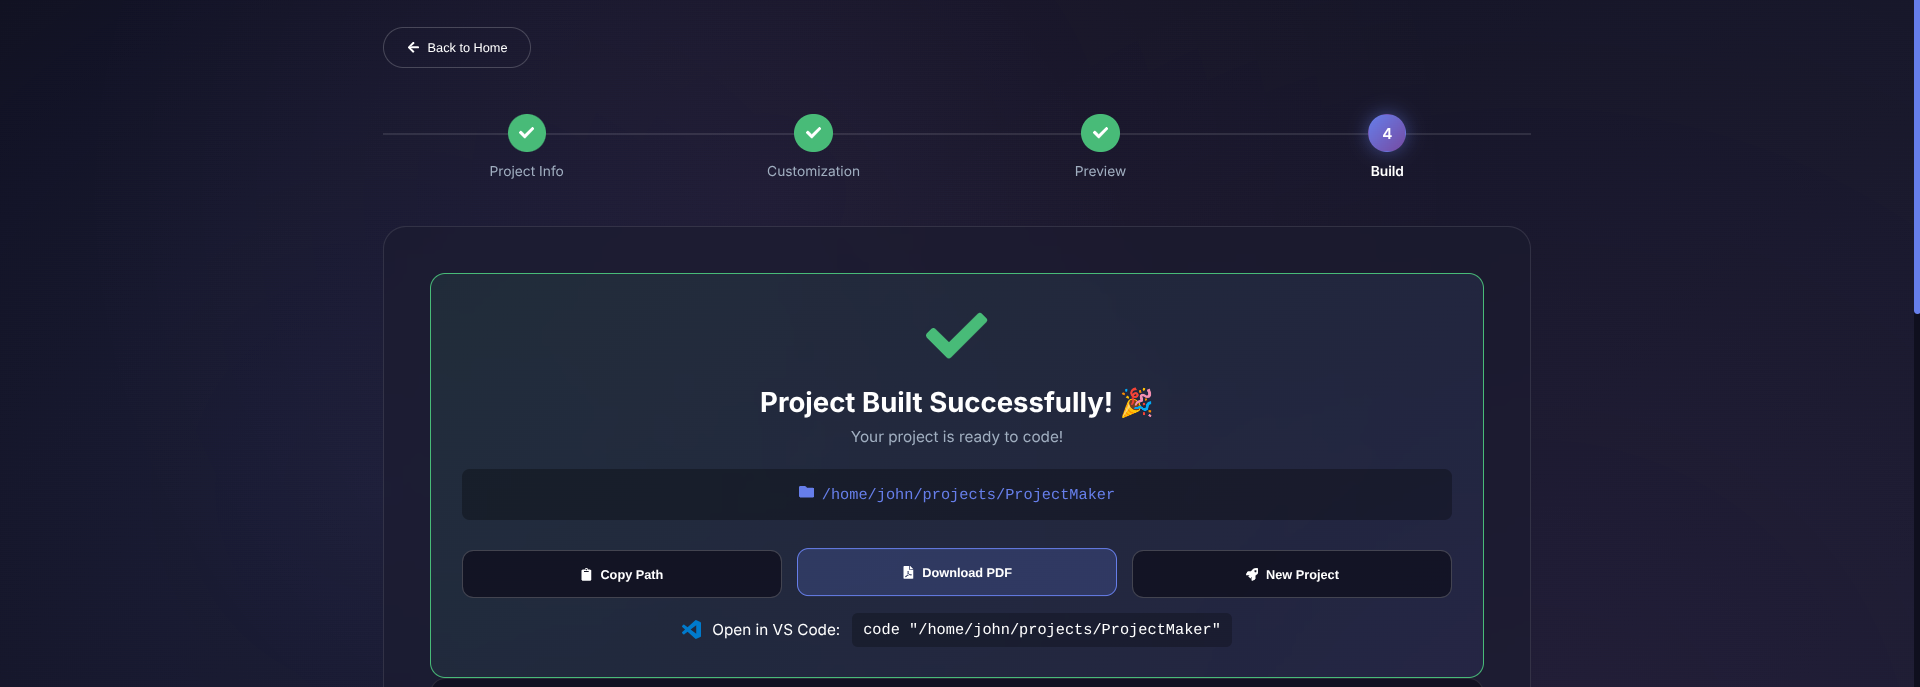 Back to Home
4
Project Info
Customization
Preview
Build
Project Built Successfully! 🎉
Your project is ready to code!
/home/john/projects/ProjectMaker
Copy Path
Download PDF
New Project
Open in VS Code: code "/home/john/projects/ProjectMaker"